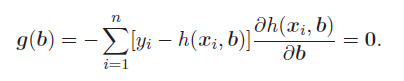 g(b) = − ∑_{i=1}^{n} [y_i − h(x_i, b)] ∂h(x_i, b)/∂b = 0.